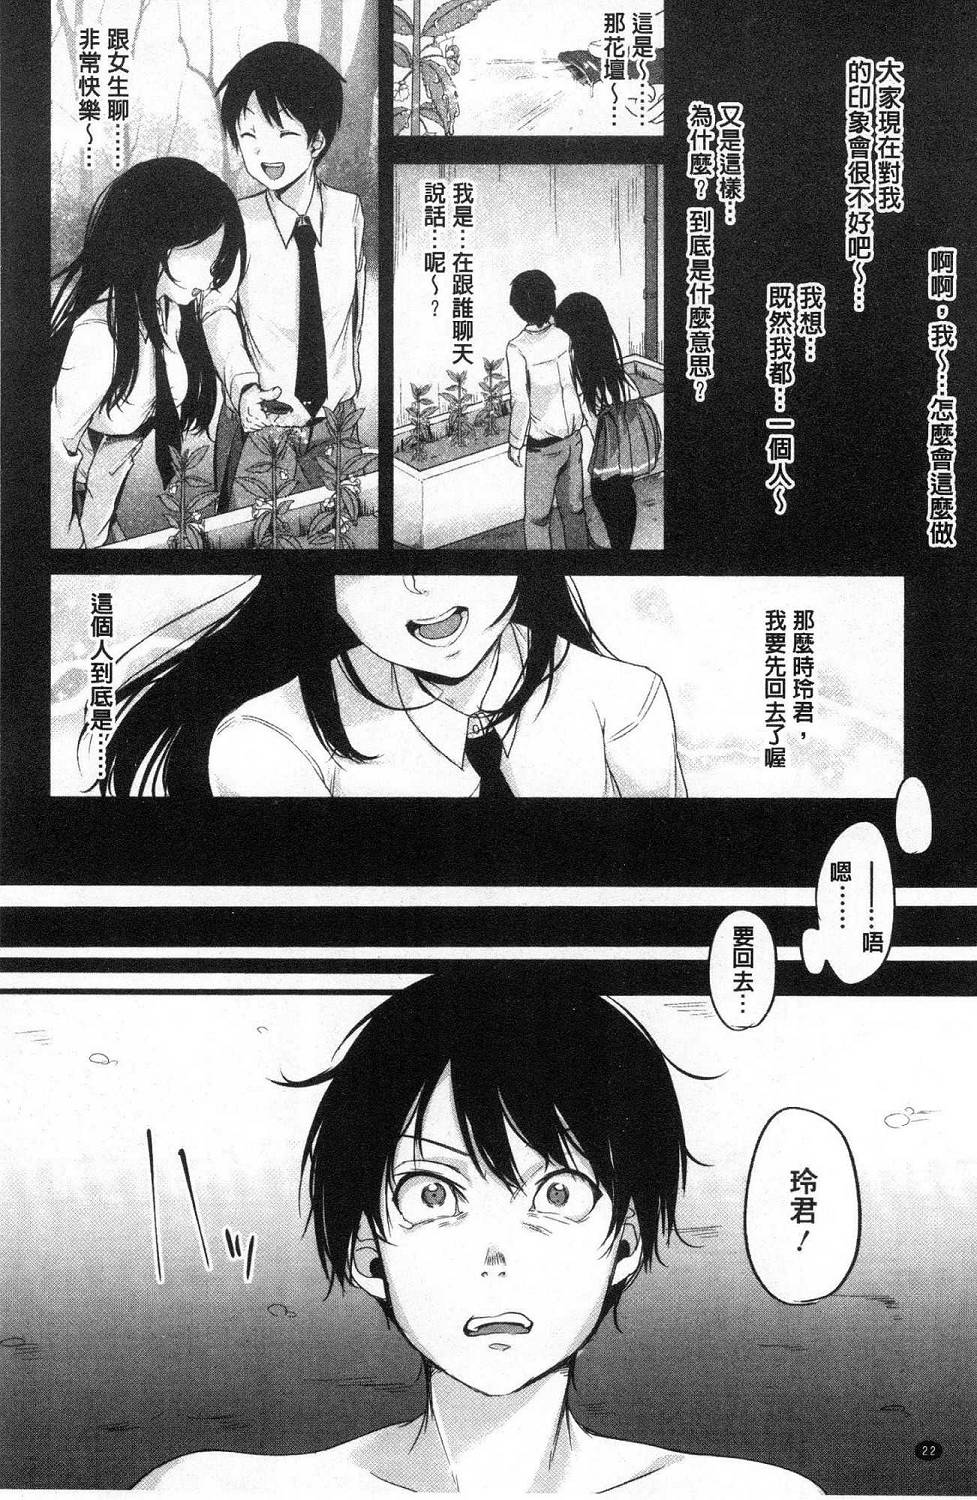 啊啊，我～…怎麼會這麼做
大家現在對我
的印象會很不好吧～…
我想…
既然我都…一個人～
又是這樣…
為什麼？到底是什麼意思？
這是～……
那花壇～…
我是…在跟誰聊天
說話…呢～？
跟女生聊………
非常快樂～…
那麼時玲君，
我要先回去了喔
這個人到底是……
——……唔
嗯……
要回去…
玲君！
ガッ
22